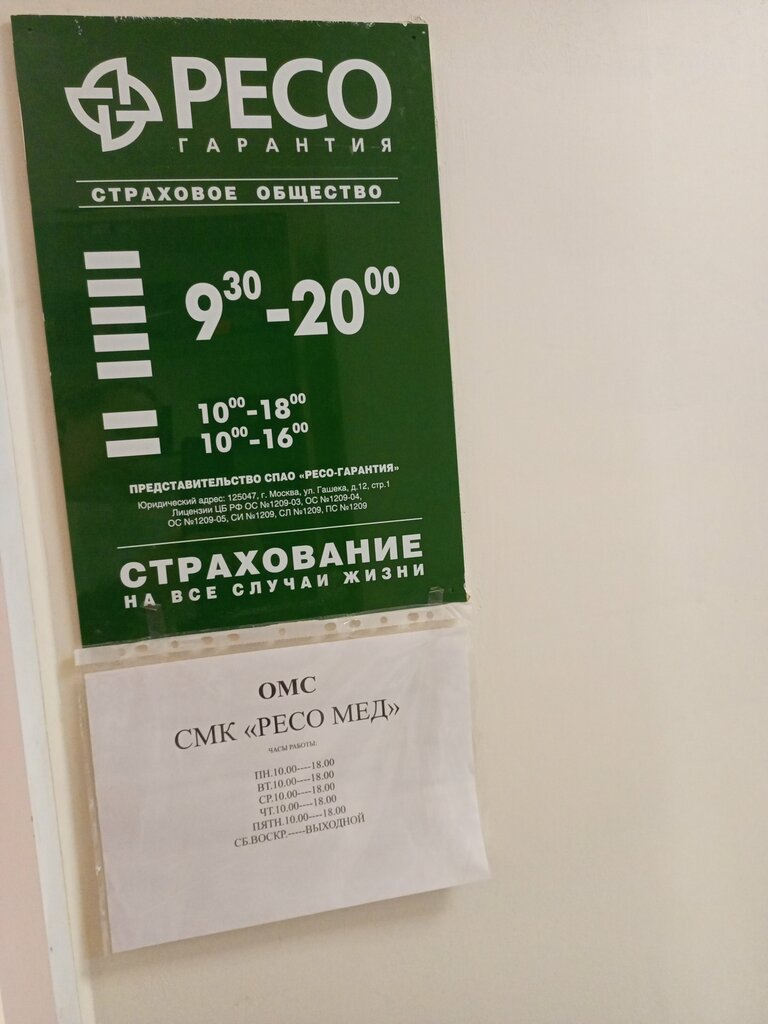 РЕСО
ГАРАНТИЯ
СТРАХОВОЕ ОБЩЕСТВО
9³⁰-20⁰⁰
10⁰⁰-18⁰⁰
10⁰⁰-16⁰⁰
ПРЕДСТАВИТЕЛЬСТВО СПАО «РЕСО-ГАРАНТИЯ»
Юридический адрес: 125047, г. Москва, ул. Гашека, д.12, стр.1
Лицензии ЦБ РФ ОС №1209-03, ОС №1209-04,
ОС №1209-05, СИ №1209, СЛ №1209, ПС №1209
СТРАХОВАНИЕ
НА ВСЕ СЛУЧАИ ЖИЗНИ
ОМС
СМК «РЕСО МЕД»
ЧАСЫ РАБОТЫ:
ПН.10.00----18.00
ВТ.10.00----18.00
СР.10.00----18.00
ЧТ.10.00----18.00
ПЯТН.10.00----18.00
СБ.ВОСКР.-----ВЫХОДНОЙ